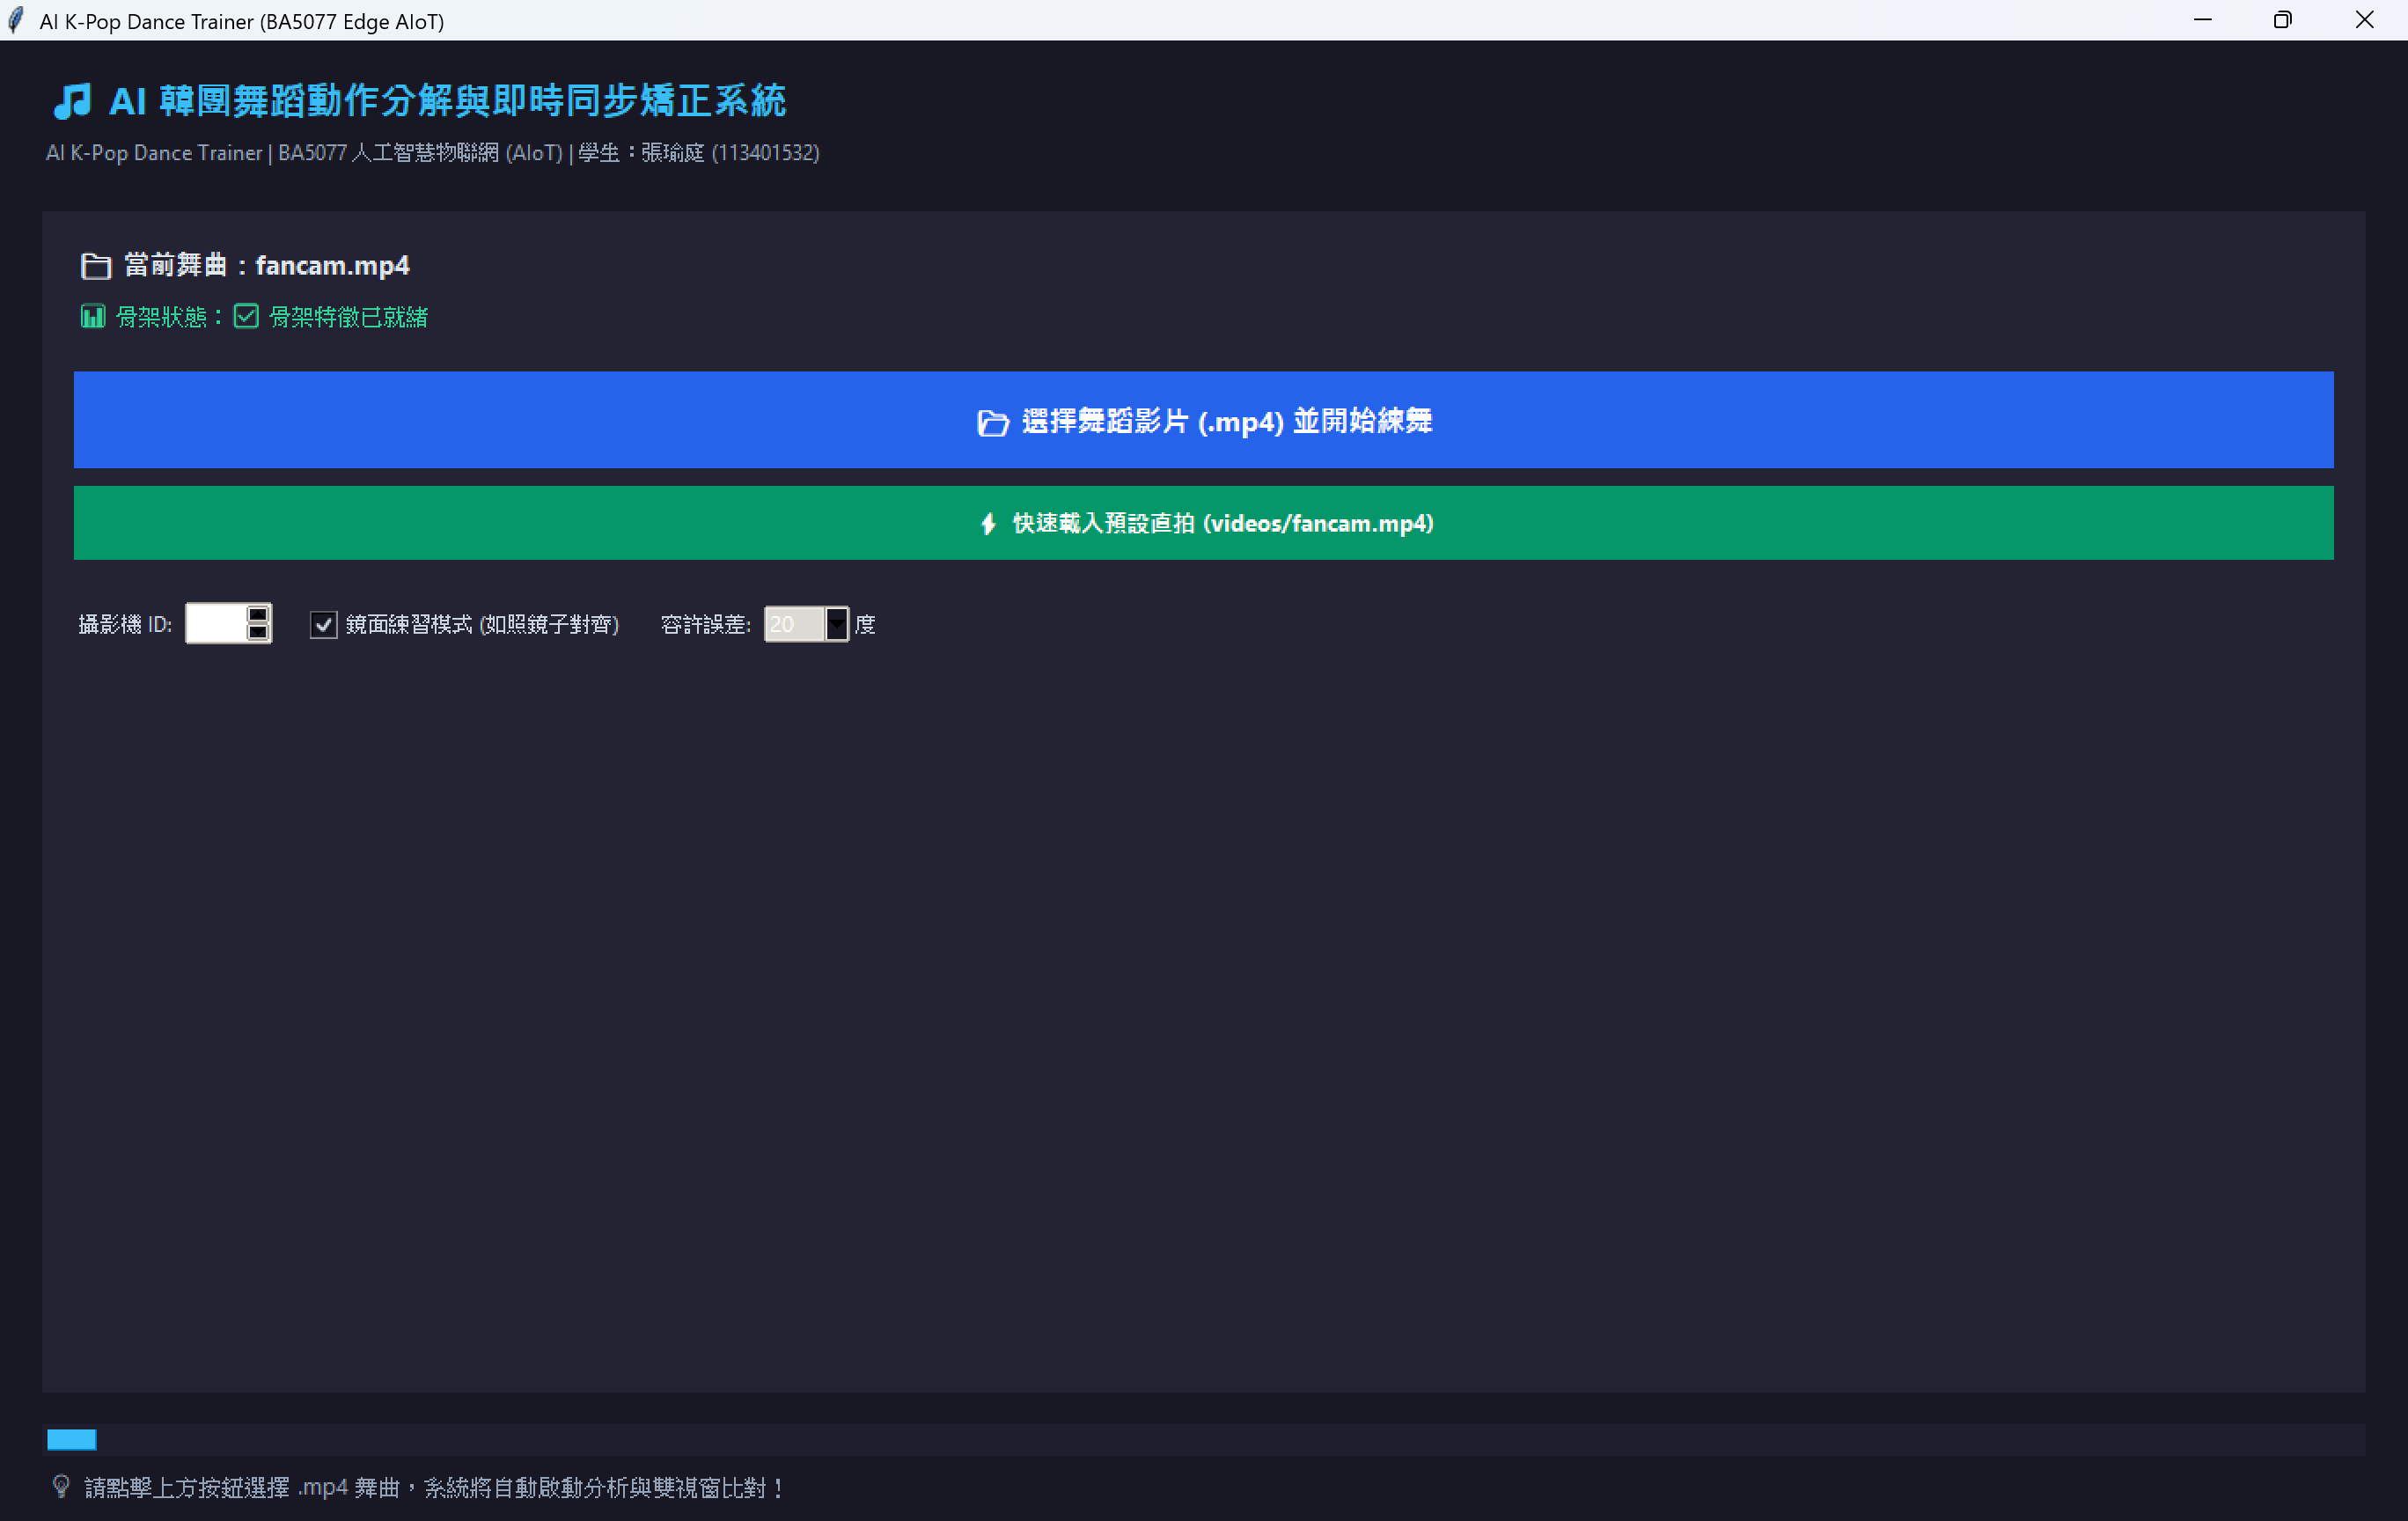 AI K-Pop Dance Trainer (BA5077 Edge AIoT)
AI 韓團舞蹈動作分解與即時同步矯正系統
AI K-Pop Dance Trainer | BA5077 人工智慧物聯網 (AIoT) | 學生：張瑜庭 (113401532)
當前舞曲：fancam.mp4
骨架狀態： 骨架特徵已就緒
選擇舞蹈影片 (.mp4) 並開始練舞
快速載入預設直拍 (videos/fancam.mp4)
攝影機 ID: 鏡面練習模式 (如照鏡子對齊) 容許誤差: 20 度
請點擊上方按鈕選擇 .mp4 舞曲，系統將自動啟動分析與雙視窗比對！